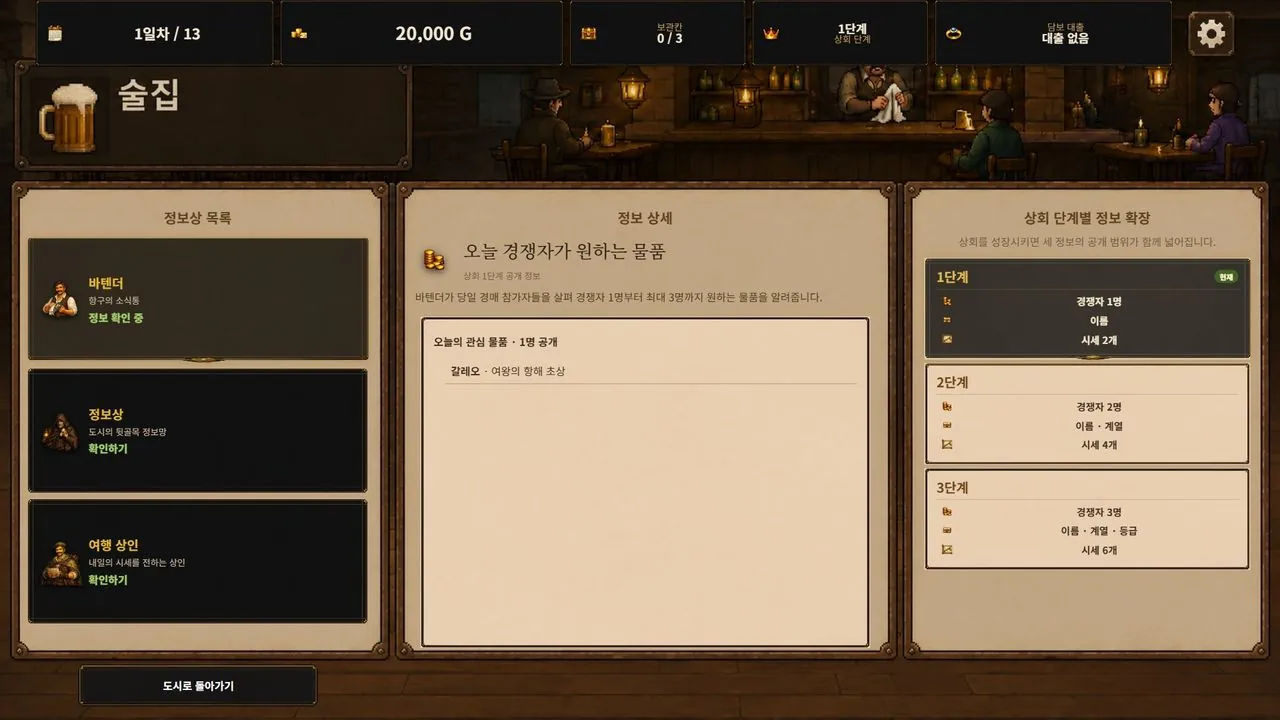 1일차 / 13
20,000 G
보관칸
0 / 3
1단계
상회 단계
담보 대출
대출 없음
술집
정보상 목록
바텐더
항구의 소식통
정보 확인 중
정보상
도시의 뒷골목 정보망
확인하기
여행 상인
내일의 시세를 전하는 상인
확인하기
정보 상세
오늘 경쟁자가 원하는 물품
상회 1단계 공개 정보
바텐더가 당일 경매 참가자들을 살펴 경쟁자 1명부터 최대 3명까지 원하는 물품을 알려줍니다.
오늘의 관심 물품 · 1명 공개
갈레오 · 여왕의 항해 초상
상회 단계별 정보 확장
상회를 성장시키면 세 정보의 공개 범위가 함께 넓어집니다.
1단계
현재
경쟁자 1명
이름
시세 2개
2단계
경쟁자 2명
이름 · 계열
시세 4개
3단계
경쟁자 3명
이름 · 계열 · 등급
시세 6개
도시로 돌아가기